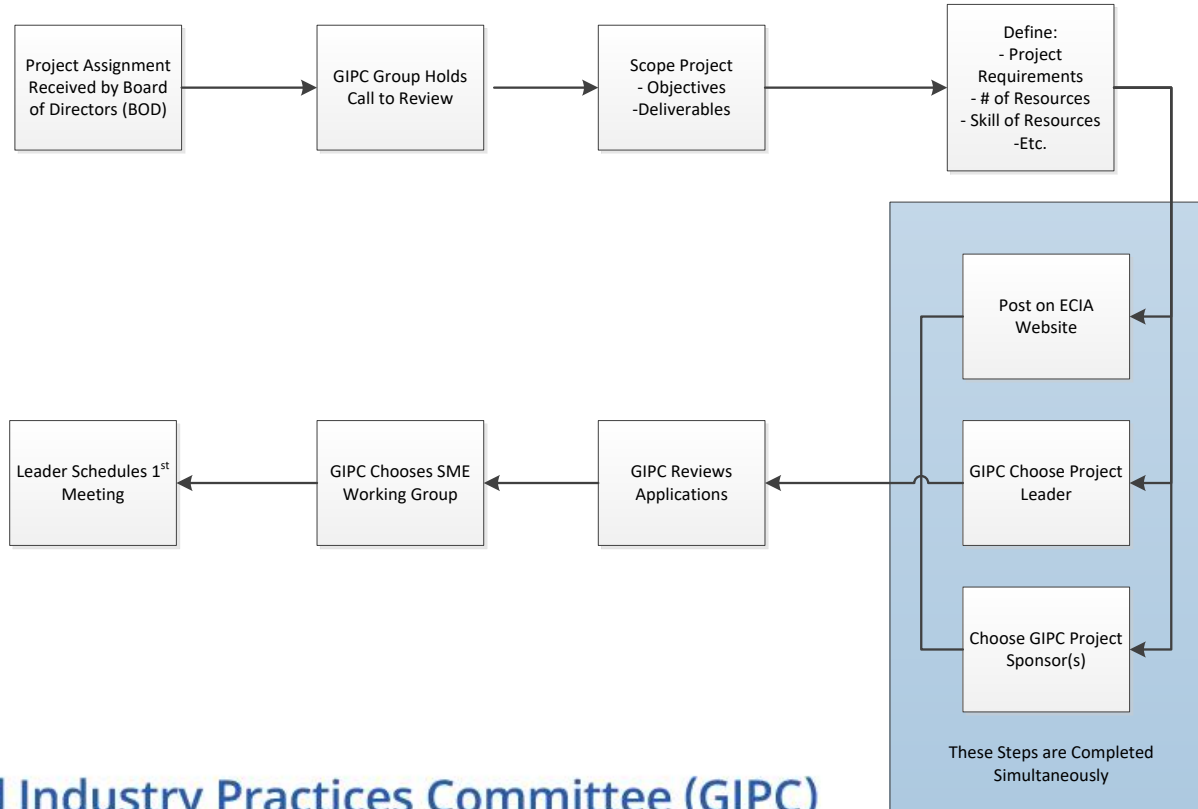 Project Assignment
Received by Board
of Directors (BOD)
GIPC Group Holds
Call to Review
Scope Project
- Objectives
-Deliverables
Define:
- Project
Requirements
- # of Resources
- Skill of Resources
-Etc.
Post on ECIA
Website
GIPC Choose Project
Leader
Choose GIPC Project
Sponsor(s)
These Steps are Completed
Simultaneously
GIPC Reviews
Applications
GIPC Chooses SME
Working Group
Leader Schedules 1st
Meeting
Industry Practices Committee (GIPC)